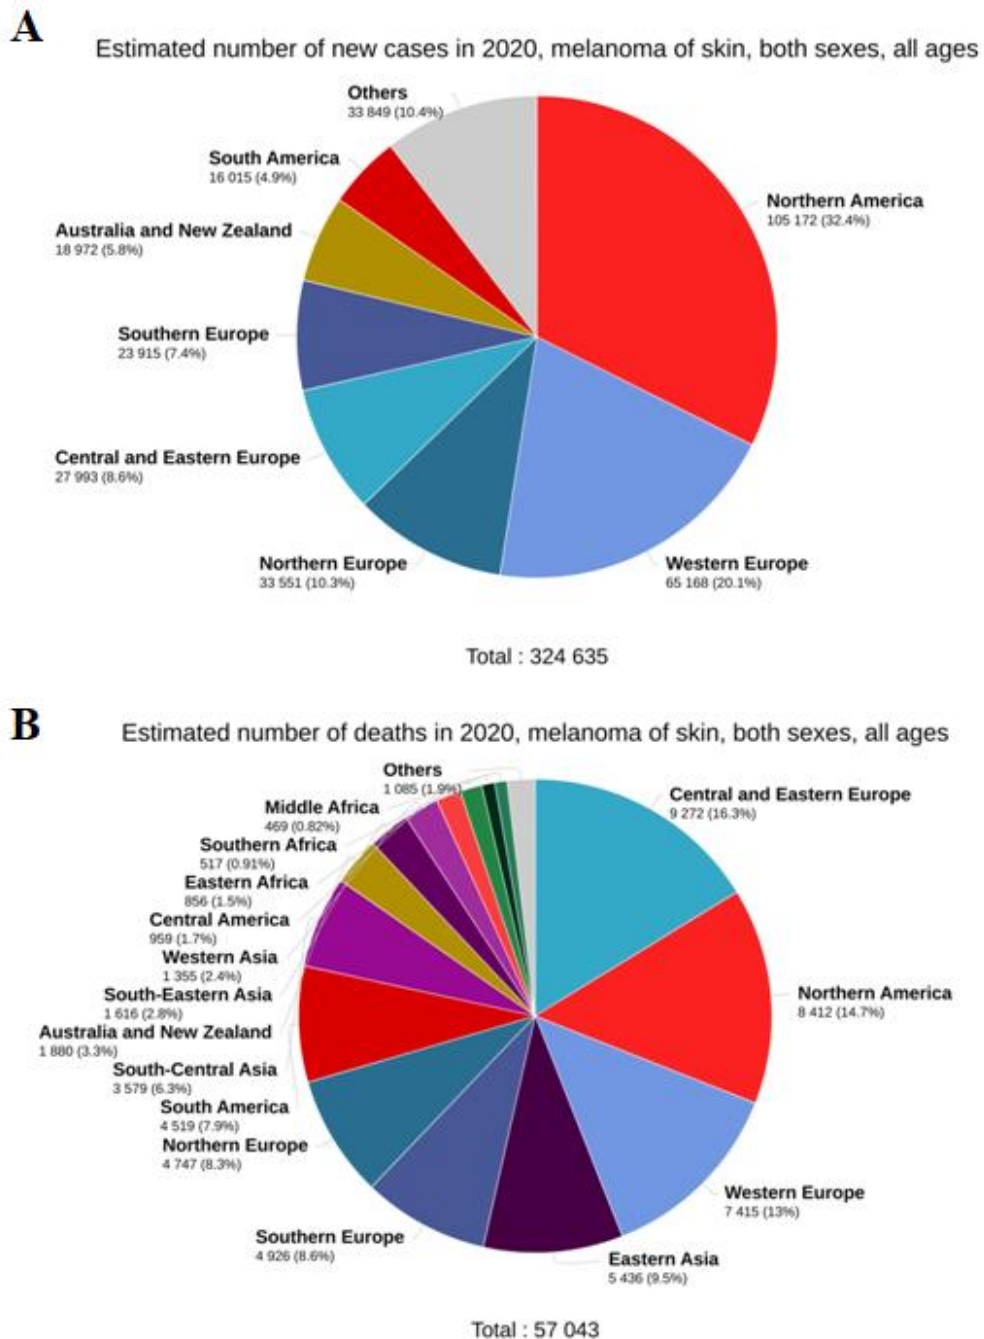 A
Estimated number of new cases in 2020, melanoma of skin, both sexes, all ages
Others
33 849 (10.4%)
South America
16 015 (4.9%)
Australia and New Zealand
18 972 (5.8%)
Southern Europe
23 915 (7.4%)
Central and Eastern Europe
27 993 (8.6%)
Northern Europe
33 551 (10.3%)
Northern America
105 172 (32.4%)
Western Europe
65 168 (20.1%)
Total : 324 635
B
Estimated number of deaths in 2020, melanoma of skin, both sexes, all ages
Others
1 085 (1.9%)
Middle Africa
469 (0.82%)
Southern Africa
517 (0.91%)
Eastern Africa
856 (1.5%)
Central America
959 (1.7%)
Western Asia
1 355 (2.4%)
South-Eastern Asia
1 616 (2.8%)
Australia and New Zealand
1 880 (3.3%)
South-Central Asia
3 579 (6.3%)
South America
4 519 (7.9%)
Northern Europe
4 747 (8.3%)
Southern Europe
4 926 (8.6%)
Central and Eastern Europe
9 272 (16.3%)
Northern America
8 412 (14.7%)
Western Europe
7 415 (13%)
Eastern Asia
5 436 (9.5%)
Total : 57 043